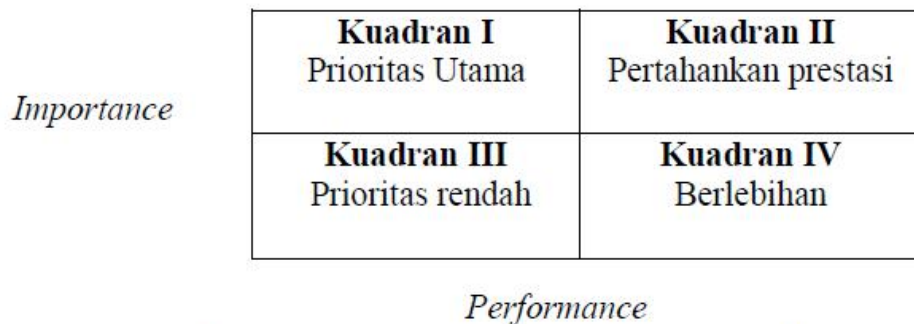 Kuadran I
Prioritas Utama
Kuadran II
Pertahankan prestasi
Importance
Kuadran III
Prioritas rendah
Kuadran IV
Berlebihan
Performance